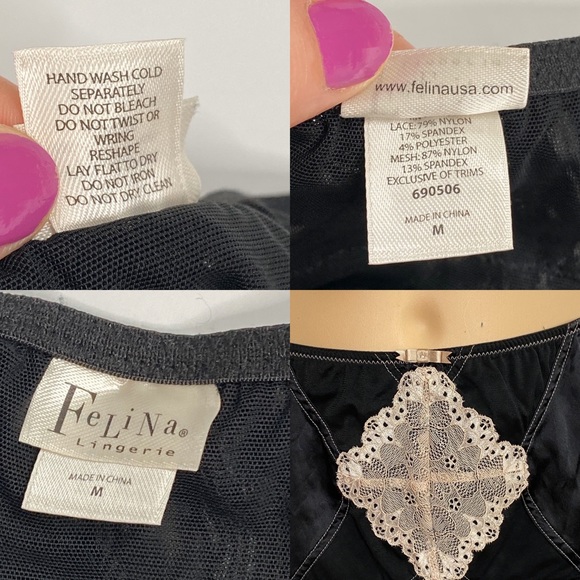 HAND WASH COLD
SEPARATELY
DO NOT BLEACH
DO NOT TWIST OR
WRING
RESHAPE
LAY FLAT TO DRY
DO NOT IRON
DO NOT DRY CLEAN
www.felinausa.com
LACE: 79% NYLON
17% SPANDEX
4% POLYESTER
MESH: 87% NYLON
13% SPANDEX
EXCLUSIVE OF TRIMS
690506
MADE IN CHINA
M
FeLiNa®
Lingerie
MADE IN CHINA
M